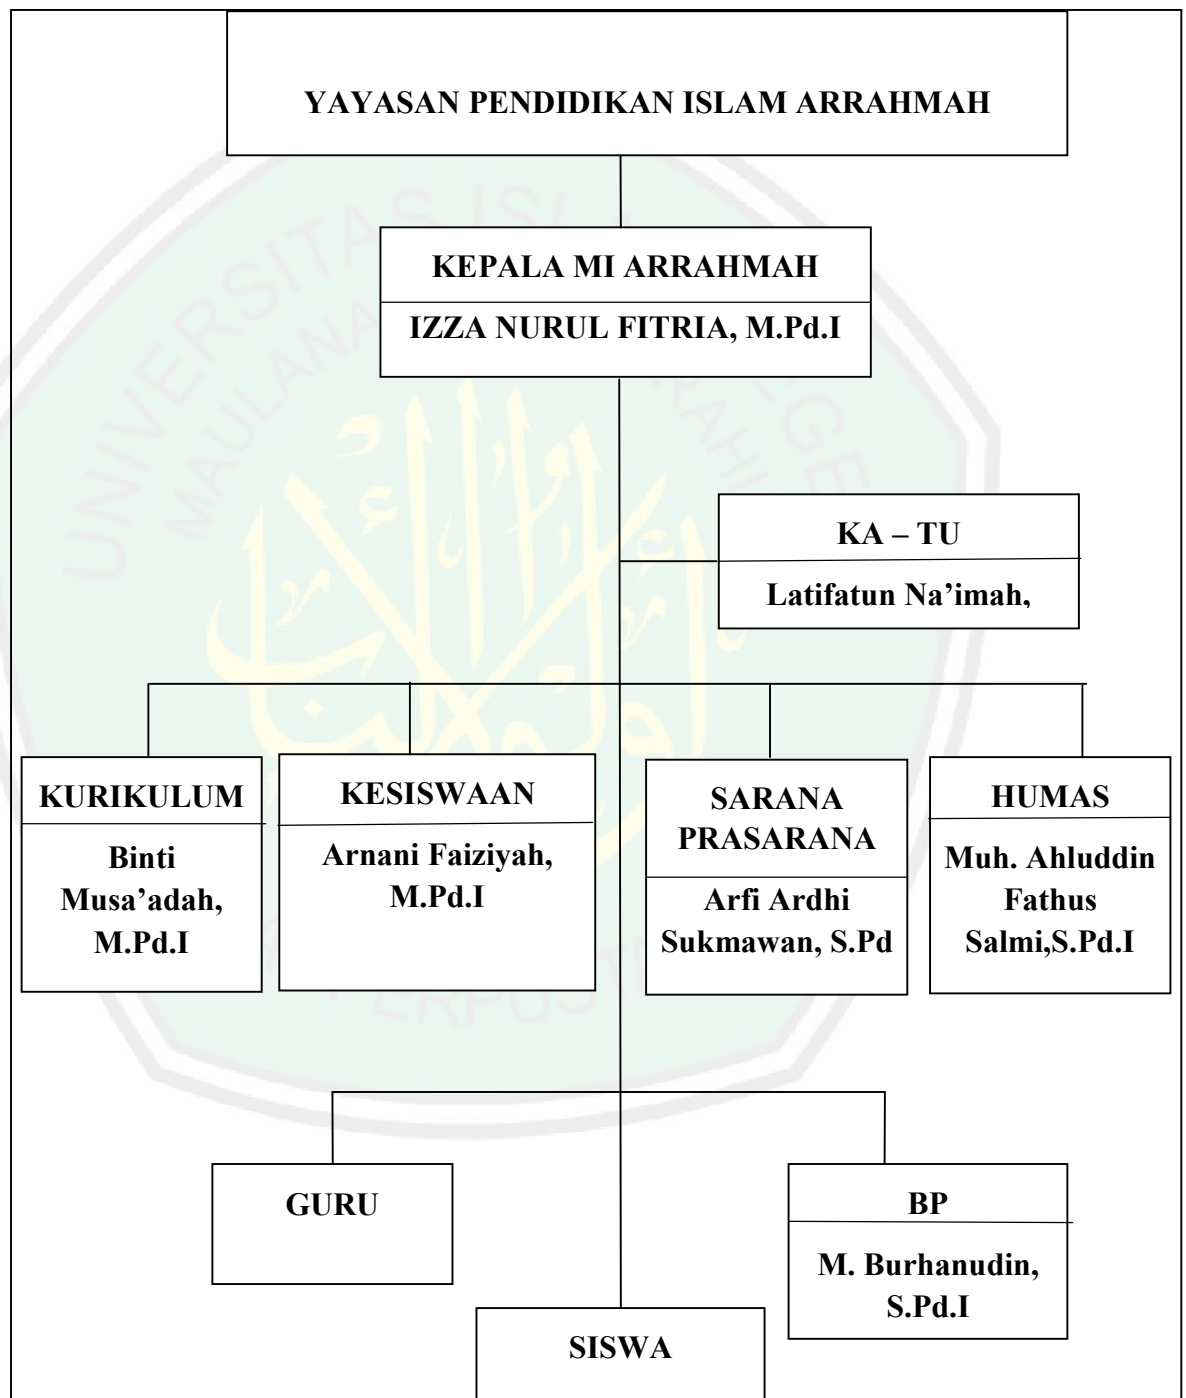 YAYASAN PENDIDIKAN ISLAM ARRAHMAH
KEPALA MI ARRAHMAH
IZZA NURUL FITRIA, M.Pd.I
KA – TU
Latifatun Na’imah,
KURIKULUM
Binti
Musa’adah,
M.Pd.I
KESISWAAN
Arnani Faiziyah,
M.Pd.I
SARANA
PRASARANA
Arfi Ardhi
Sukmawan, S.Pd
HUMAS
Muh. Ahluddin
Fathus
Salmi,S.Pd.I
GURU
BP
M. Burhanudin,
S.Pd.I
SISWA